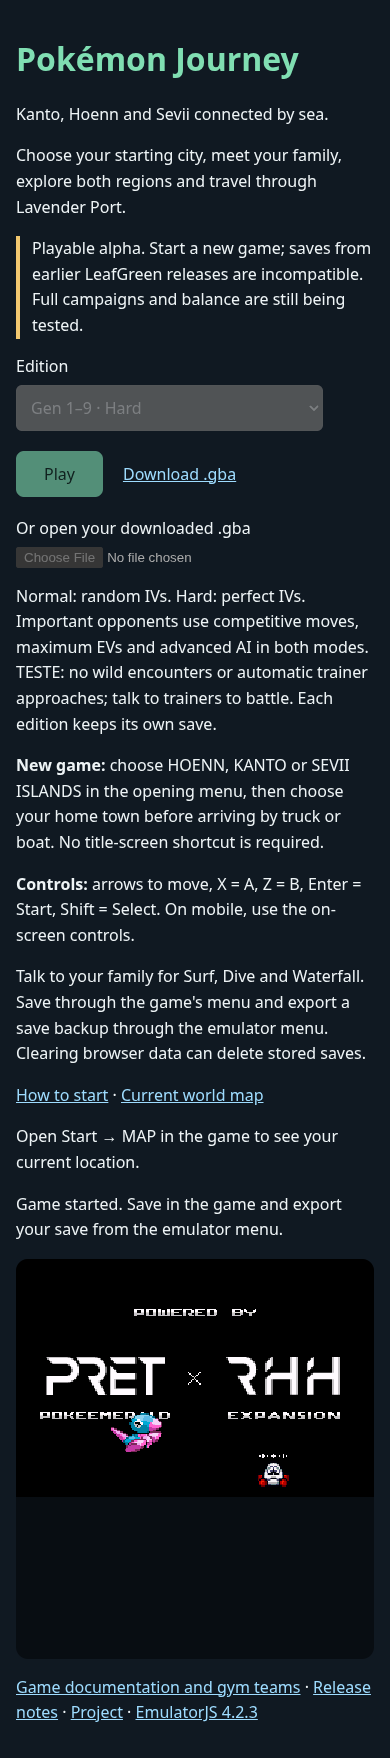 Pokémon Journey
Kanto, Hoenn and Sevii connected by sea.
Choose your starting city, meet your family,
explore both regions and travel through
Lavender Port.
Playable alpha. Start a new game; saves from
earlier LeafGreen releases are incompatible.
Full campaigns and balance are still being
tested.
Edition
Gen 1–9 · Hard
Play Download .gba
Or open your downloaded .gba
Choose File No file chosen
Normal: random IVs. Hard: perfect IVs.
Important opponents use competitive moves,
maximum EVs and advanced AI in both modes.
TESTE: no wild encounters or automatic trainer
approaches; talk to trainers to battle. Each
edition keeps its own save.
New game: choose HOENN, KANTO or SEVII
ISLANDS in the opening menu, then choose
your home town before arriving by truck or
boat. No title-screen shortcut is required.
Controls: arrows to move, X = A, Z = B, Enter =
Start, Shift = Select. On mobile, use the on-
screen controls.
Talk to your family for Surf, Dive and Waterfall.
Save through the game's menu and export a
save backup through the emulator menu.
Clearing browser data can delete stored saves.
How to start · Current world map
Open Start → MAP in the game to see your
current location.
Game started. Save in the game and export
your save from the emulator menu.
POWERED BY
PRET × RHH
POKEEMERALD EXPANSION
Game documentation and gym teams · Release
notes · Project · EmulatorJS 4.2.3